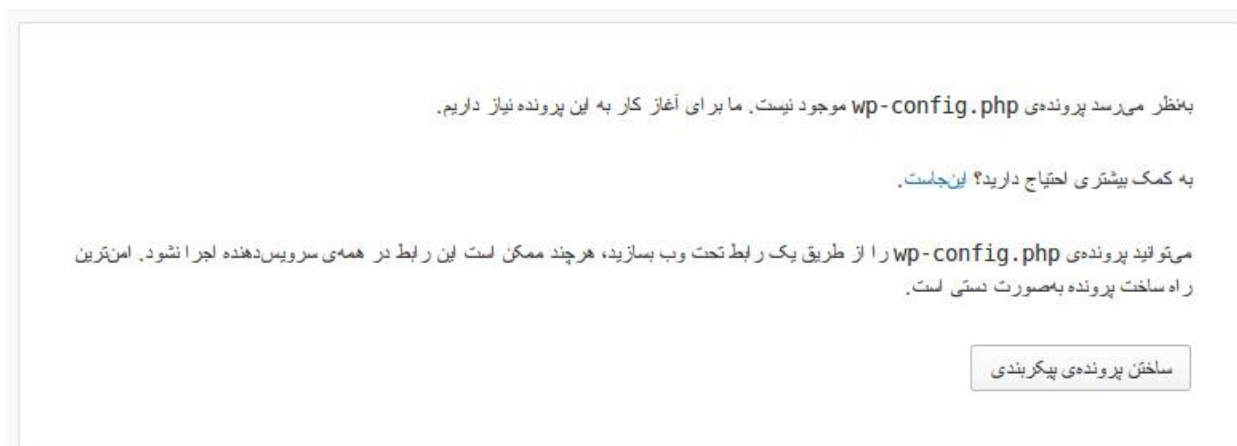 به‌نظر می‌رسد پرونده‌ی wp-config.php موجود نیست. ما برای آغاز کار به این پرونده نیاز داریم.
به کمک بیشتری احتیاج دارید؟ این‌جاست.
می‌توانید پرونده‌ی wp-config.php را از طریق یک رابط تحت وب بسازید، هرچند ممکن است این رابط در همه‌ی سرویس‌دهنده اجرا نشود. امن‌ترین
راه ساخت پرونده به‌صورت دستی است.
ساختن پرونده‌ی پیکربندی